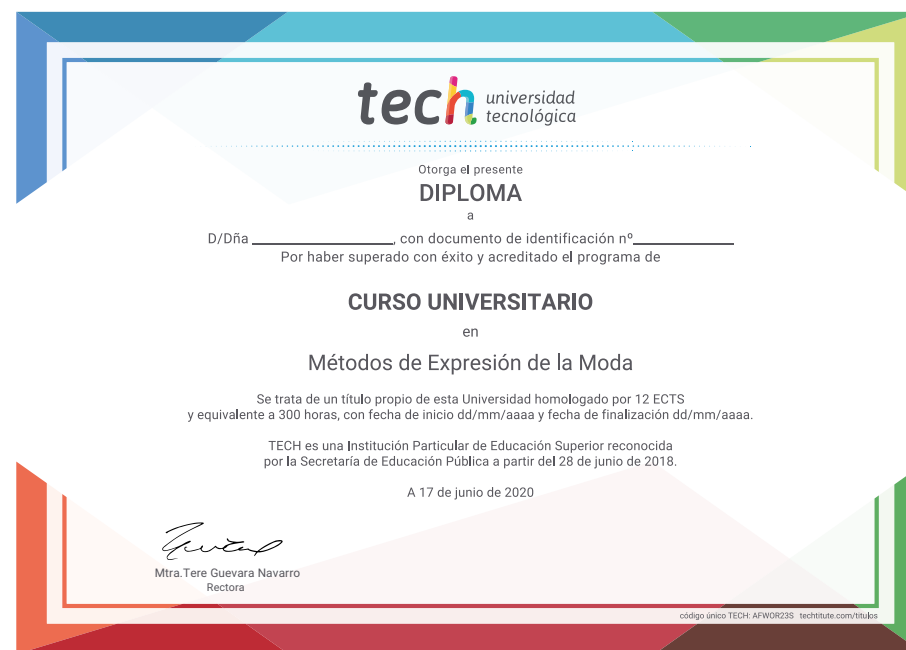 tech universidad
tecnológica
Otorga el presente
DIPLOMA
a
D/Dña ____________________, con documento de identificación nº______________
Por haber superado con éxito y acreditado el programa de
CURSO UNIVERSITARIO
en
Métodos de Expresión de la Moda
Se trata de un título propio de esta Universidad homologado por 12 ECTS
y equivalente a 300 horas, con fecha de inicio dd/mm/aaaa y fecha de finalización dd/mm/aaaa.
TECH es una Institución Particular de Educación Superior reconocida
por la Secretaría de Educación Pública a partir del 28 de junio de 2018.
A 17 de junio de 2020
Mtra.Tere Guevara Navarro
Rectora
código único TECH: AFWOR23S techtitute.com/titulos